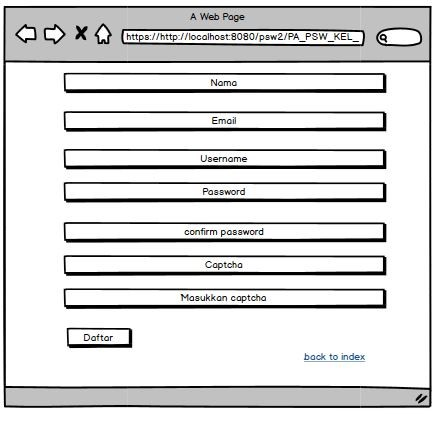 A Web Page
https://http://localhost:8080/psw2/PA_PSW_KEL_
Nama
Email
Username
Password
confirm password
Captcha
Masukkan captcha
Daftar
back to index